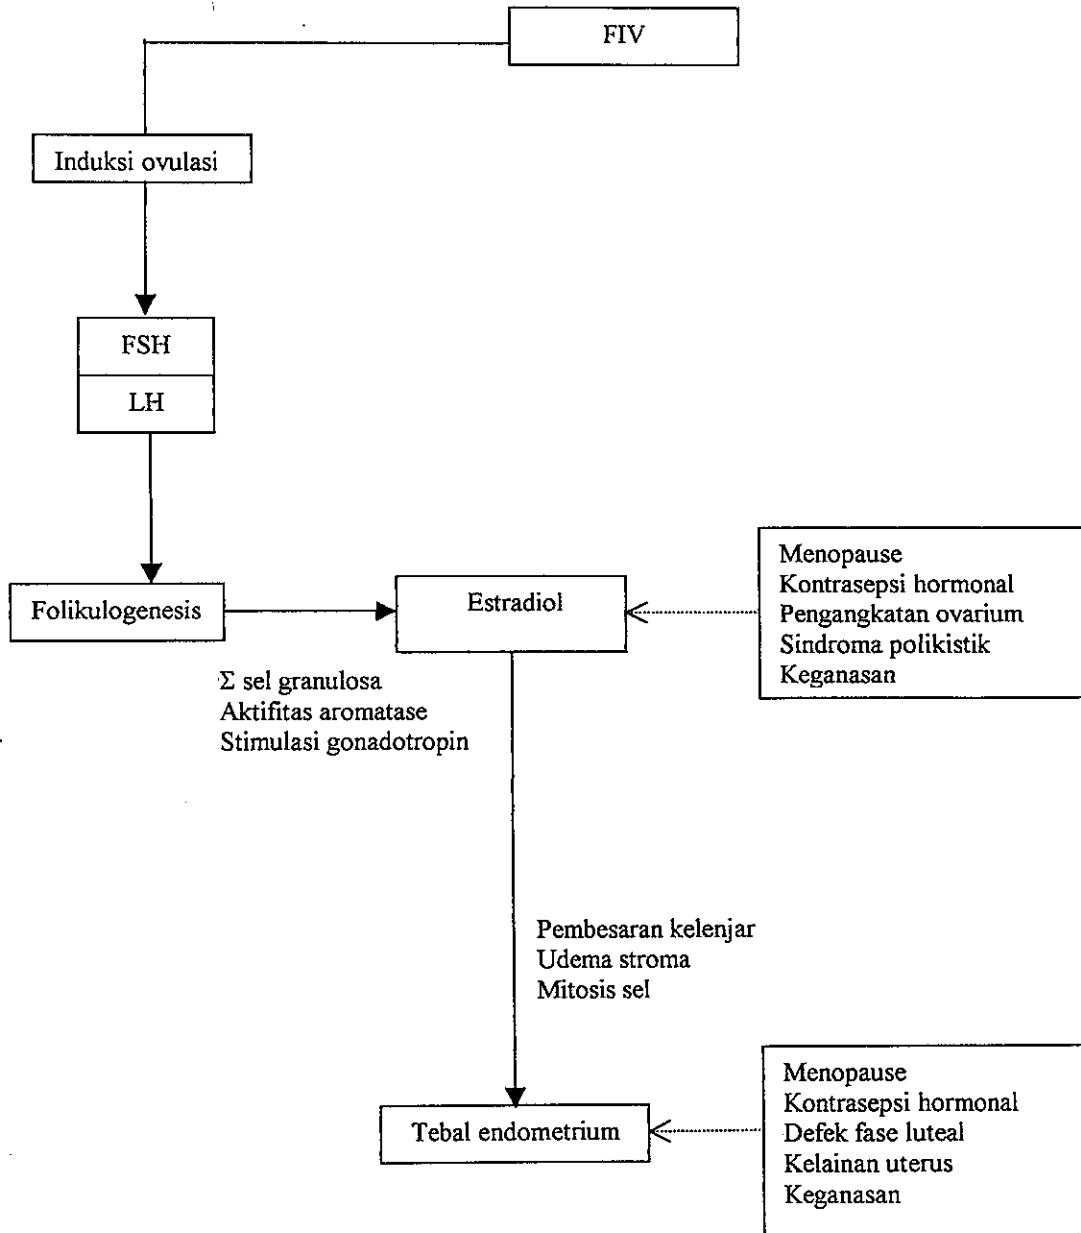 FIV
Induksi ovulasi
FSH
LH
Folikulogenesis
Estradiol
Menopause
Kontrasepsi hormonal
Pengangkatan ovarium
Sindroma polikistik
Keganasan
Σ sel granulosa
Aktifitas aromatase
Stimulasi gonadotropin
Pembesaran kelenjar
Udema stroma
Mitosis sel
Tebal endometrium
Menopause
Kontrasepsi hormonal
Defek fase luteal
Kelainan uterus
Keganasan